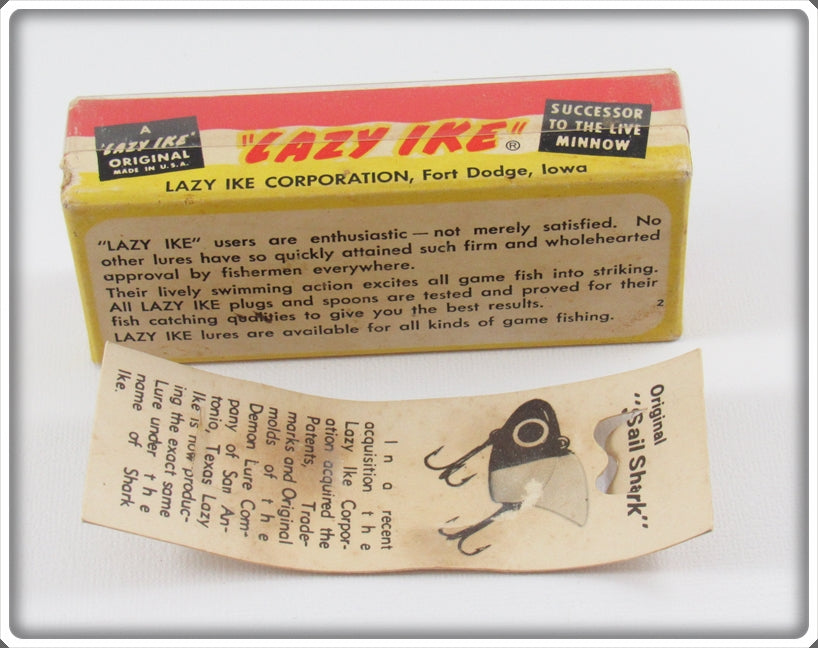 A
"LAZY IKE"
ORIGINAL
MADE IN U.S.A.
"LAZY IKE"®
SUCCESSOR
TO THE LIVE
MINNOW
LAZY IKE CORPORATION, Fort Dodge, Iowa
"LAZY IKE" users are enthusiastic — not merely satisfied. No
other lures have so quickly attained such firm and wholehearted
approval by fishermen everywhere.
Their lively swimming action excites all game fish into striking.
All LAZY IKE plugs and spoons are tested and proved for their
fish catching qualities to give you the best results.
LAZY IKE lures are available for all kinds of game fishing.
2
Original
"Sail Shark"
In a recent
acquisition the
Lazy Ike Corpor-
ation acquired the
Patents, Trade-
marks and Original
molds of the
Demon Lure Com-
pany of San An-
tonio, Texas Lazy
Ike is now produc-
ing the exact same
Lure under the
name of Shark
Ike.